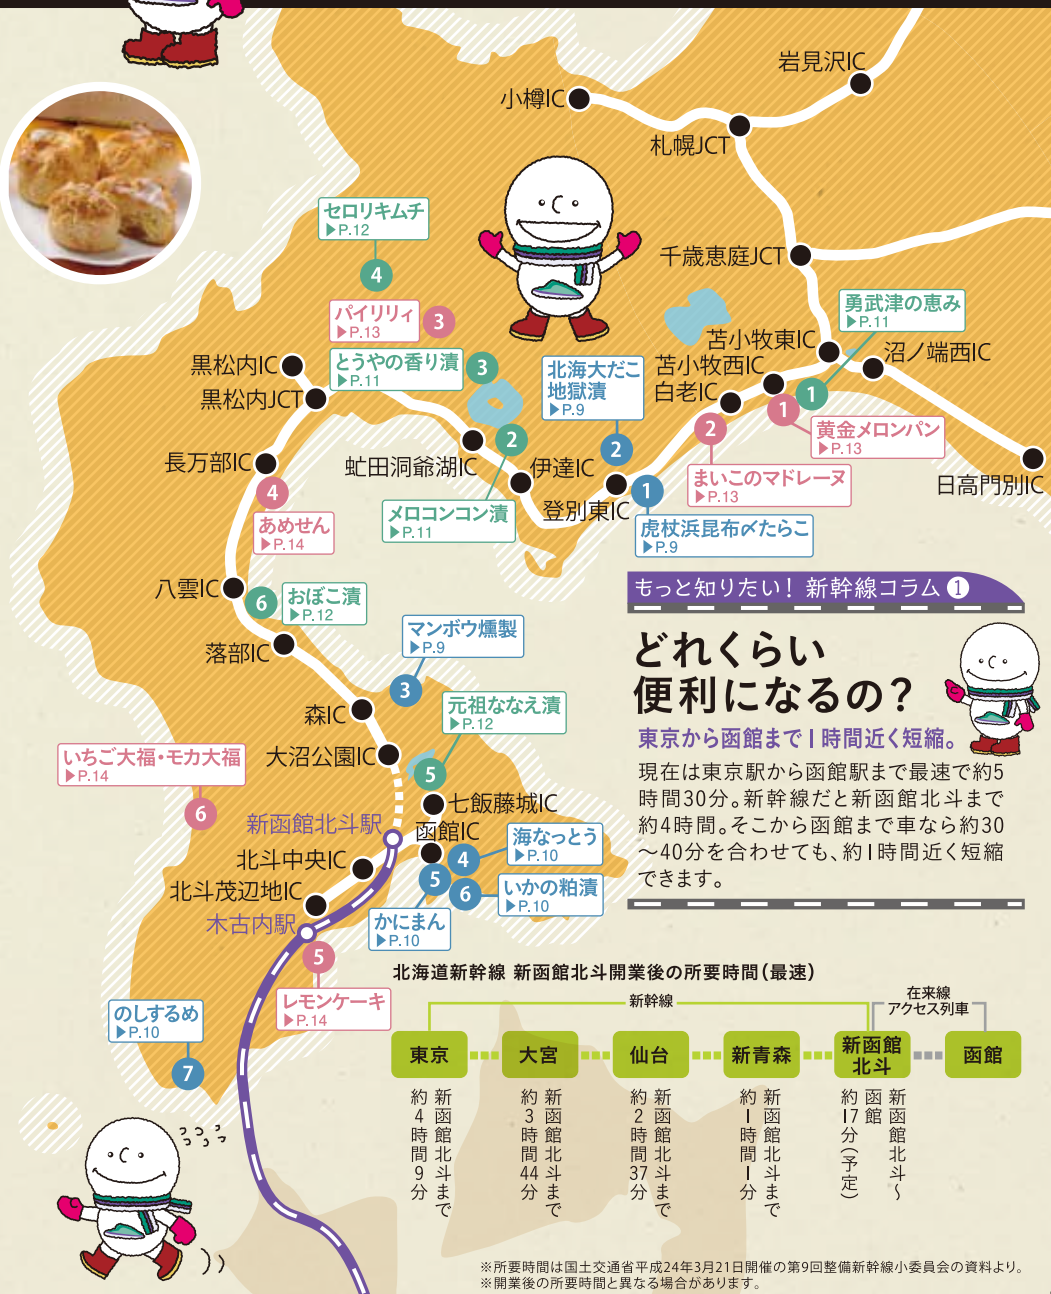 岩見沢IC
小樽IC
札幌JCT
セロリキムチ
▶P.12
4
千歳恵庭JCT
パイリリィ
▶P.13
3
勇武津の恵み
▶P.11
苫小牧東IC
沼ノ端西IC
黒松内IC
とうやの香り漬
▶P.11
3
北海大だこ
地獄漬
▶P.9
苫小牧西IC
白老IC
1
黒松内JCT
1
2
黄金メロンパン
▶P.13
2
2
長万部IC
虻田洞爺湖IC
伊達IC
まいこのマドレーヌ
▶P.13
日高門別IC
4
1
登別東IC
あめせん
▶P.14
メロコンコン漬
▶P.11
虎杖浜昆布〆たらこ
▶P.9
八雲IC
6
おぼこ漬
▶P.12
もっと知りたい! 新幹線コラム 1
落部IC
マンボウ燻製
▶P.9
どれくらい
便利になるの?
3
森IC
元祖ななえ漬
▶P.12
東京から函館まで1時間近く短縮。
いちご大福・モカ大福
▶P.14
大沼公園IC
5
現在は東京駅から函館駅まで最速で約5
時間30分。新幹線だと新函館北斗まで
約4時間。そこから函館まで車なら約30
～40分を合わせても、約1時間近く短縮
できます。
6
七飯藤城IC
新函館北斗駅
函館IC
海なっとう
▶P.10
北斗中央IC
4
5
6
いかの粕漬
▶P.10
北斗茂辺地IC
木古内駅
かにまん
▶P.10
5
レモンケーキ
▶P.14
のしするめ
▶P.10
7
北海道新幹線 新函館北斗開業後の所要時間(最速)
新幹線
在来線
アクセス列車
東京
大宮
仙台
新青森
新函館
北斗
函館
新函館北斗まで
約4時間9分
新函館北斗まで
約3時間44分
新函館北斗まで
約2時間37分
新函館北斗まで
約1時間1分
新函館北斗～
函館
約17分(予定)
※所要時間は国土交通省平成24年3月21日開催の第9回整備新幹線小委員会の資料より。
※開業後の所要時間と異なる場合があります。